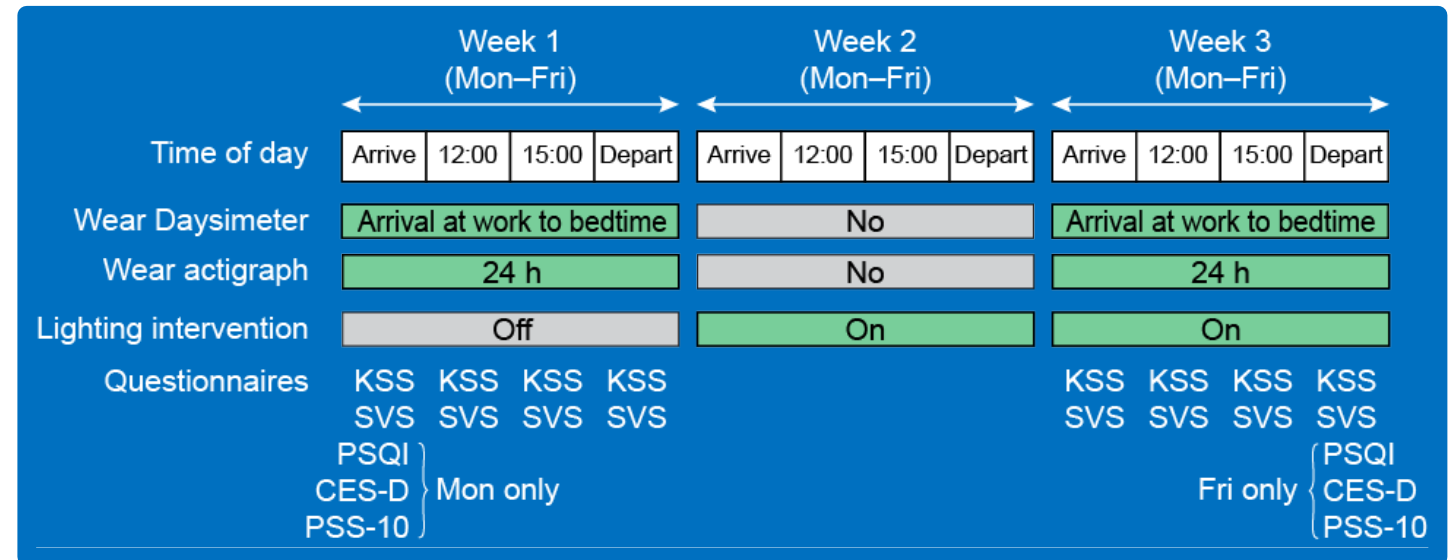 Week 1 Week 2 Week 3
(Mon–Fri) (Mon–Fri) (Mon–Fri)
Time of day Arrive 12:00 15:00 Depart Arrive 12:00 15:00 Depart Arrive 12:00 15:00 Depart
Wear Daysimeter Arrival at work to bedtime No Arrival at work to bedtime
Wear actigraph 24 h No 24 h
Lighting intervention Off On On
Questionnaires KSS KSS KSS KSS KSS KSS KSS KSS
SVS SVS SVS SVS SVS SVS SVS SVS
PSQI PSQI
CES-D Mon only Fri only CES-D
PSS-10 PSS-10